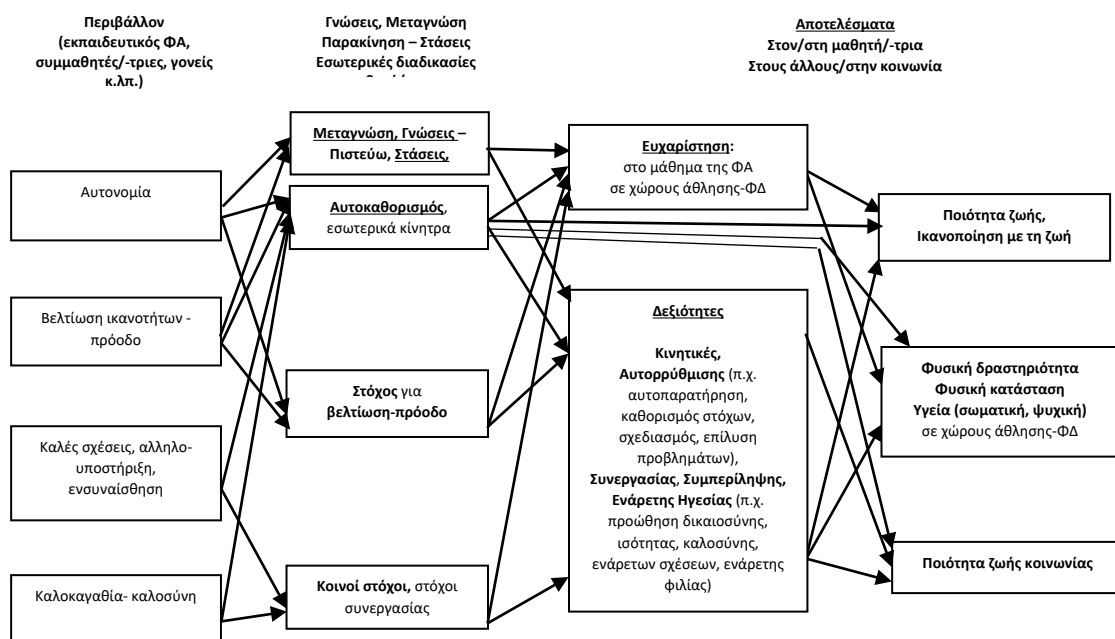 Περιβάλλον
(εκπαιδευτικός ΦΑ,
συμμαθητές/-τριες, γονείς
κ.λπ.)
Γνώσεις, Μεταγνώση
Παρακίνηση – Στάσεις
Εσωτερικές διαδικασίες
Αποτελέσματα
Στον/στη μαθητή/-τρια
Στους άλλους/στην κοινωνία
Αυτονομία
Βελτίωση ικανοτήτων -
πρόοδο
Καλές σχέσεις, αλληλο-
υποστήριξη,
ενσυναίσθηση
Καλοκαγαθία- καλοσύνη
Μεταγνώση, Γνώσεις –
Πιστεύω, Στάσεις,
Αυτοκαθορισμός,
εσωτερικά κίνητρα
Στόχος για
βελτίωση-πρόοδο
Κοινοί στόχοι, στόχοι
συνεργασίας
Ευχαρίστηση:
στο μάθημα της ΦΑ
σε χώρους άθλησης-ΦΔ
Δεξιότητες
Κινητικές,
Αυτορρύθμισης (π.χ.
αυτοπαρατήρηση,
καθορισμός στόχων,
σχεδιασμός, επίλυση
προβλημάτων),
Συνεργασίας, Συμπερίληψης,
Ενάρετης Ηγεσίας (π.χ.
προώθηση δικαιοσύνης,
ισότητας, καλοσύνης,
ενάρετων σχέσεων, ενάρετης
φιλίας)
Ποιότητα ζωής,
Ικανοποίηση με τη ζωή
Φυσική δραστηριότητα
Φυσική κατάσταση
Υγεία (σωματική, ψυχική)
σε χώρους άθλησης-ΦΔ
Ποιότητα ζωής κοινωνίας